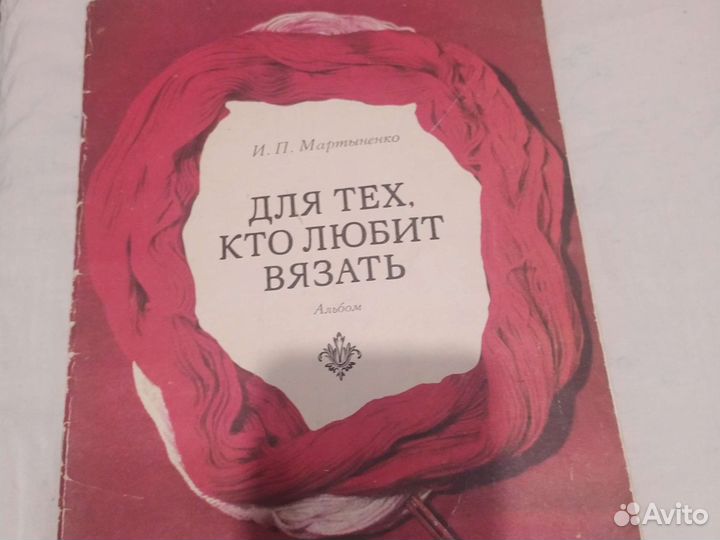 И. П. Мартыненко
ДЛЯ ТЕХ,
КТО ЛЮБИТ
ВЯЗАТЬ
Альбом
Avito